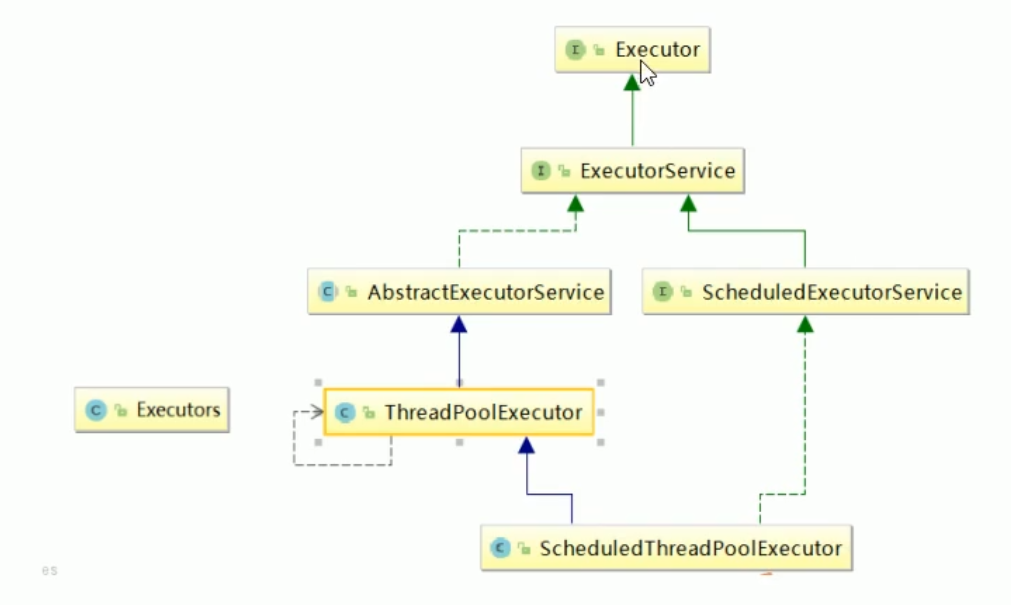 Executor
ExecutorService
AbstractExecutorService
ScheduledExecutorService
Executors
ThreadPoolExecutor
ScheduledThreadPoolExecutor
es